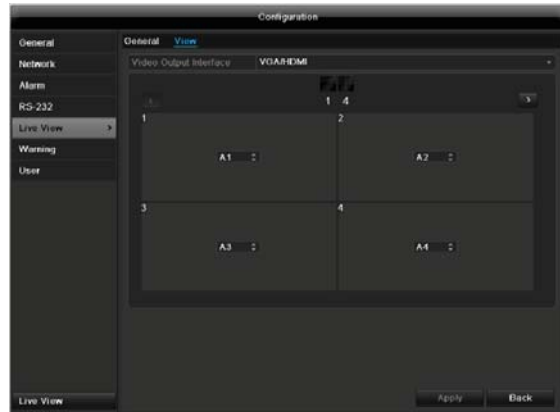 Configuration
General
Network
Alarm
RS-232
Live View >
Warning
User
Live View
General View
Video Output Interface VGA/HDMI
1 4
>
1
A1
2
A2
3
A3
4
A4
Apply Back